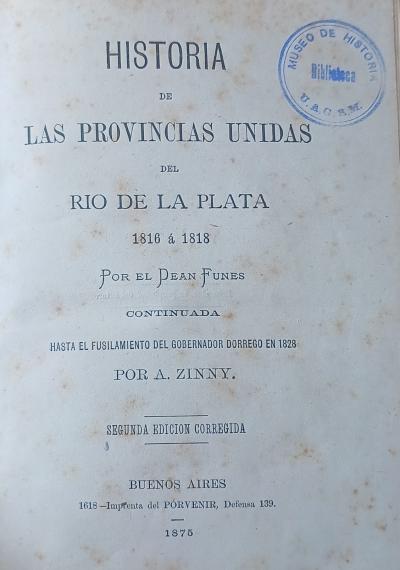 HISTORIA
DE
LAS PROVINCIAS UNIDAS
DEL
RIO DE LA PLATA
1816 á 1818
POR EL DEAN FUNES
CONTINUADA
HASTA EL FUSILAMIENTO DEL GOBERNADOR DORREGO EN 1828
POR A. ZINNY.
SEGUNDA EDICION CORREGIDA
BUENOS AIRES
1618—Imprenta del PORVENIR, Defensa 139.
1875
MUSEO DE HISTORIA
Biblioteca